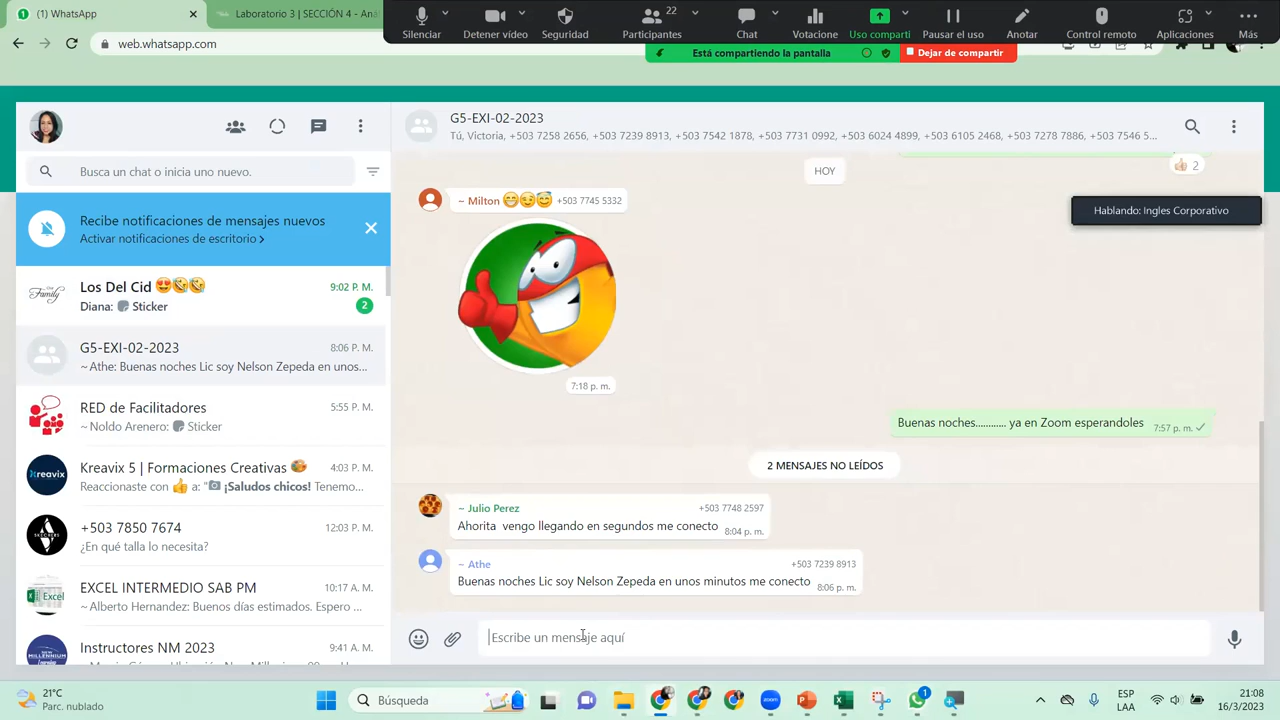 (1) WhatsApp
Laboratorio 3 | SECCIÓN 4 - Aná
web.whatsapp.com
Silenciar
Detener vídeo
Seguridad
22
Participantes
Chat
Votacione
Uso comparti
Pausar el uso
Anotar
Control remoto
Aplicaciones
Más
Está compartiendo la pantalla
Dejar de compartir
Busca un chat o inicia uno nuevo.
Recibe notificaciones de mensajes nuevos
Activar notificaciones de escritorio >
Los Del Cid 😍🤣🤣
9:02 P. M.
Diana: Sticker
2
G5-EXI-02-2023
8:06 P. M.
~ Athe: Buenas noches Lic soy Nelson Zepeda en unos...
RED de Facilitadores
5:55 P. M.
~ Noldo Arenero: Sticker
Kreavix 5 | Formaciones Creativas
4:03 P. M.
Reaccionaste con 👍 a: "📷 ¡Saludos chicos! Tenemo...
+503 7850 7674
12:03 P. M.
¿En qué talla lo necesita?
EXCEL INTERMEDIO SAB PM
10:17 A. M.
~ Alberto Hernandez: Buenos días estimados. Espero ...
Instructores NM 2023
9:41 A. M.
G5-EXI-02-2023
Tú, Victoria, +503 7258 2656, +503 7239 8913, +503 7542 1878, +503 7731 0992, +503 6024 4899, +503 6105 2468, +503 7278 7886, +503 7546 5...
👍 2
HOY
Hablando: Ingles Corporativo
~ Milton 😁😏😇 +503 7745 5332
7:18 p. m.
Buenas noches............ ya en Zoom esperandoles
7:57 p. m.
2 MENSAJES NO LEÍDOS
~ Julio Perez
+503 7748 2597
Ahorita vengo llegando en segundos me conecto
8:04 p. m.
~ Athe
+503 7239 8913
Buenas noches Lic soy Nelson Zepeda en unos minutos me conecto
8:06 p. m.
Escribe un mensaje aquí
21°C
Parc. nublado
Búsqueda
zoom
1
ESP
LAA
21:08
16/3/2023